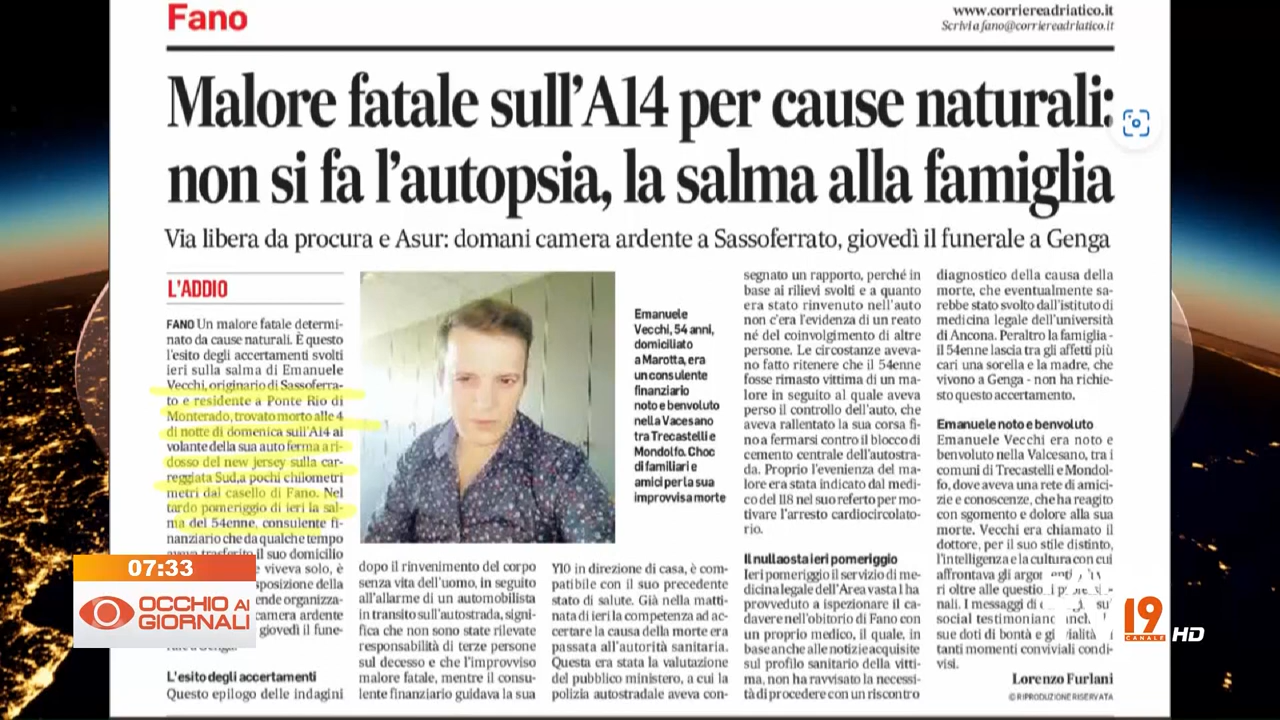 Fano
www.corriereadriatico.it
Scrivi a fano@corriereadriatico.it
Malore fatale sull'A14 per cause naturali:
non si fa l'autopsia, la salma alla famiglia
Via libera da procura e Asur: domani camera ardente a Sassoferrato, giovedì il funerale a Genga
L'ADDIO
FANO Un malore fatale determi-
nato da cause naturali. È questo
l'esito degli accertamenti svolti
ieri sulla salma di Emanuele
Vecchi, originario di Sassoferra-
to e residente a Ponte Rio di
Monterado, trovato morto alle 4
di notte di domenica sull'A14 al
volante della sua auto ferma a ri-
dosso del new jersey sulla car-
reggiata Sud,a pochi chilometri
metri dal casello di Fano. Nel
tardo pomeriggio di ieri la sal-
ma del 54enne, consulente fi-
nanziario che da qualche tempo
aveva trasferito il suo domicilio
e viveva solo, è
sposizione della
ende organizza-
camera ardente
giovedì il fune-
L'esito degli accertamenti
Questo epilogo delle indagini
dopo il rinvenimento del corpo
senza vita dell'uomo, in seguito
all'allarme di un automobilista
in transito sull'autostrada, signi-
fica che non sono state rilevate
responsabilità di terze persone
sul decesso e che l'improvviso
malore fatale, mentre il consu-
lente finanziario guidava la sua
Emanuele
Vecchi, 54 anni,
domiciliato
a Marotta, era
un consulente
finanziario
noto e benvoluto
nella Vacesano
tra Trecastelli e
Mondolfo. Choc
di familiari e
amici per la sua
improvvisa morte
Y10 in direzione di casa, è com-
patibile con il suo precedente
stato di salute. Già nella matti-
nata di ieri la competenza ad ac-
certare la causa della morte era
passata all'autorità sanitaria.
Questa era stata la valutazione
del pubblico ministero, a cui la
polizia autostradale aveva con-
segnato un rapporto, perché in
base ai rilievi svolti e a quanto
era stato rinvenuto nell'auto
non c'era l'evidenza di un reato
né del coinvolgimento di altre
persone. Le circostanze aveva-
no fatto ritenere che il 54enne
fosse rimasto vittima di un ma-
lore in seguito al quale aveva
perso il controllo dell'auto, che
aveva rallentato la sua corsa fi-
no a fermarsi contro il blocco di
cemento centrale dell'autostra-
da. Proprio l'evenienza del ma-
lore era stata indicato dal medi-
co del 118 nel suo referto per mo-
tivare l'arresto cardiocircolato-
rio.
Il nullaosta ieri pomeriggio
Ieri pomeriggio il servizio di me-
dicina legale dell'Area vasta 1 ha
provveduto a ispezionare il ca-
davere nell'obitorio di Fano con
un proprio medico, il quale, in
base anche alle notizie acquisite
sul profilo sanitario della vitti-
ma, non ha ravvisato la necessi-
tà di procedere con un riscontro
diagnostico della causa della
morte, che eventualmente sa-
rebbe stato svolto dall'istituto di
medicina legale dell'università
di Ancona. Peraltro la famiglia -
il 54enne lascia tra gli affetti più
cari una sorella e la madre, che
vivono a Genga - non ha richie-
sto questo accertamento.
Emanuele noto e benvoluto
Emanuele Vecchi era noto e
benvoluto nella Valcesano, tra i
comuni di Trecastelli e Mondol-
fo, dove aveva una rete di amici-
zie e conoscenze, che ha reagito
con sgomento e dolore alla sua
morte. Vecchi era chiamato il
dottore, per il suo stile distinto,
l'intelligenza e la cultura con cui
affrontava gli
ri oltre alle
nali. I messaggi di su'
social testimoniano
sue doti di bontà e
tanti momenti conviviali condi-
visi.
Lorenzo Furlani
© RIPRODUZIONE RISERVATA
07:33
OCCHIO AI
GIORNALI
19
CANALE HD